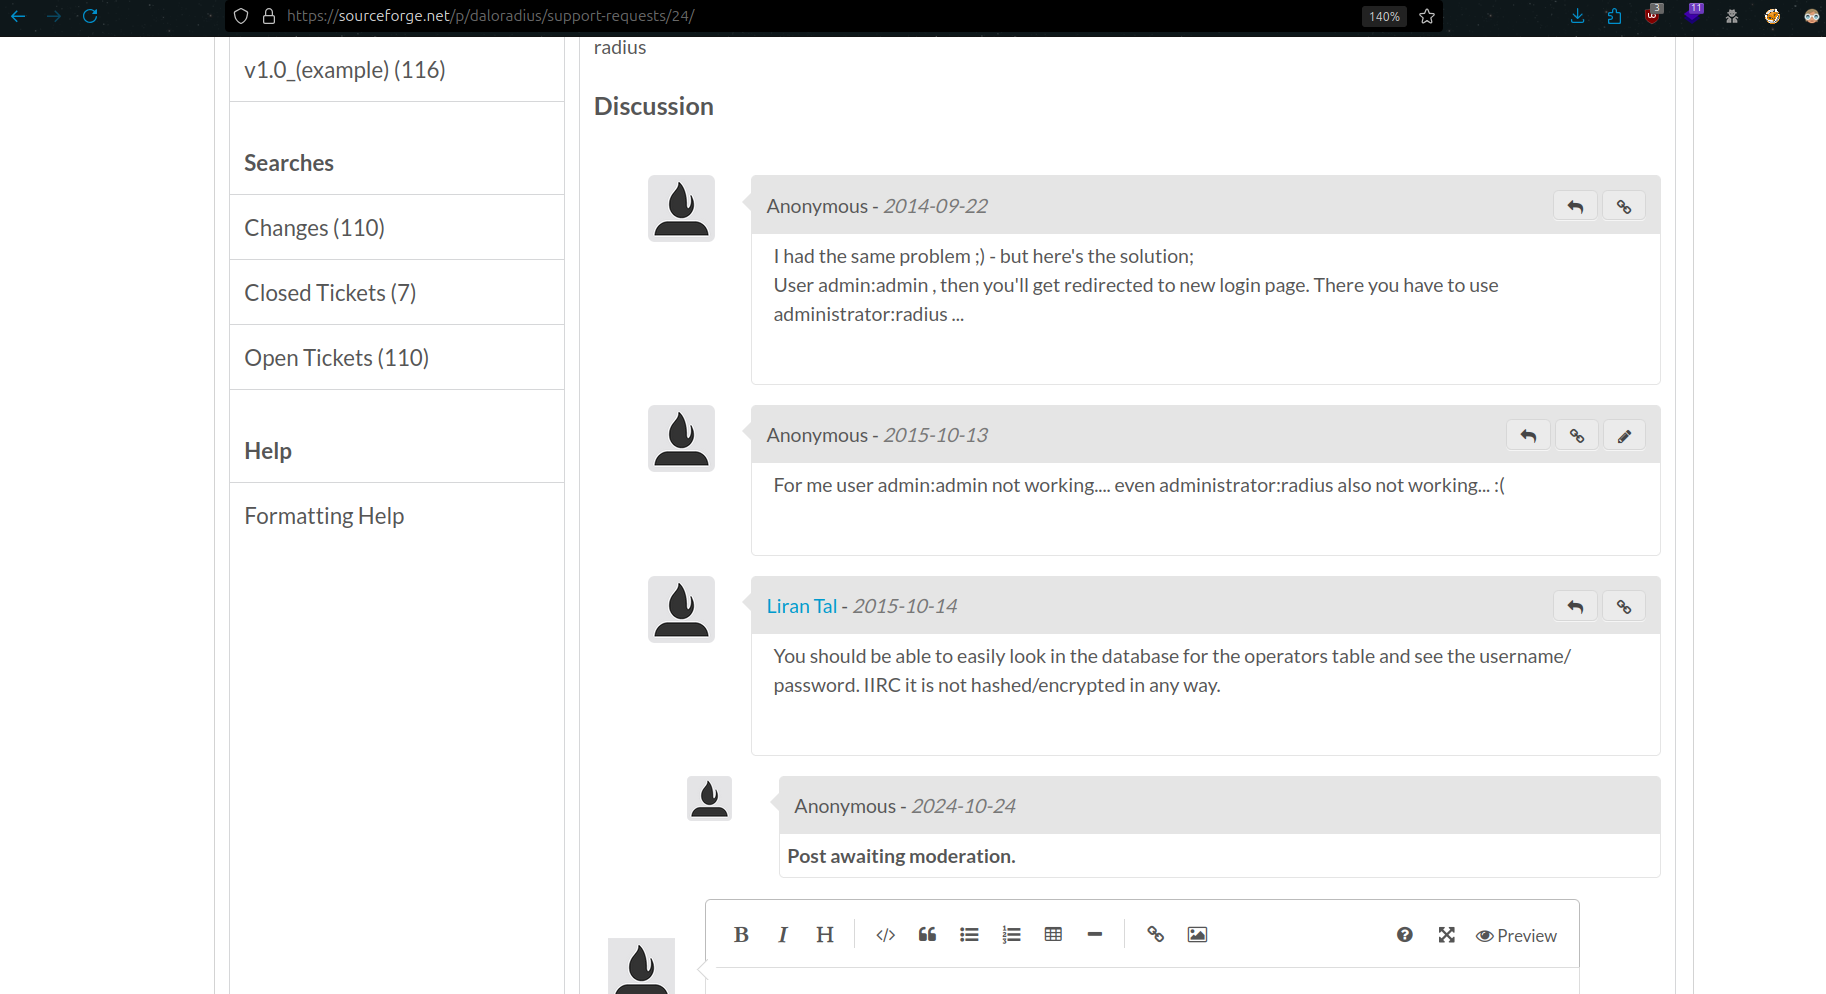 https://sourceforge.net/p/daloradius/support-requests/24/
140%
3
11
v1.0_(example) (116)
Searches
Changes (110)
Closed Tickets (7)
Open Tickets (110)
Help
Formatting Help
radius
Discussion
Anonymous - 2014-09-22
I had the same problem ;) - but here's the solution;
User admin:admin , then you'll get redirected to new login page. There you have to use
administrator:radius ...
Anonymous - 2015-10-13
For me user admin:admin not working.... even administrator:radius also not working... :(
Liran Tal - 2015-10-14
You should be able to easily look in the database for the operators table and see the username/
password. IIRC it is not hashed/encrypted in any way.
Anonymous - 2024-10-24
Post awaiting moderation.
B I H Preview